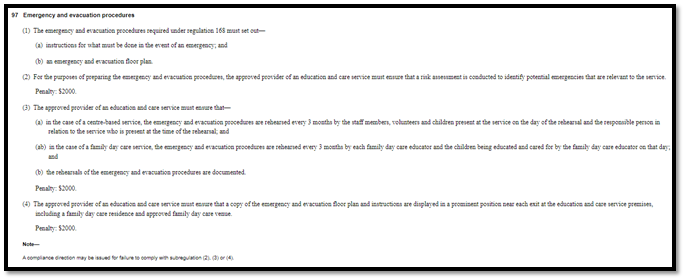 97 Emergency and evacuation procedures
(1) The emergency and evacuation procedures required under regulation 168 must set out—
(a) instructions for what must be done in the event of an emergency; and
(b) an emergency and evacuation floor plan.
(2) For the purposes of preparing the emergency and evacuation procedures, the approved provider of an education and care service must ensure that a risk assessment is conducted to identify potential emergencies that are relevant to the service.
Penalty: $2000.
(3) The approved provider of an education and care service must ensure that—
(a) in the case of a centre-based service, the emergency and evacuation procedures are rehearsed every 3 months by the staff members, volunteers and children present at the service on the day of the rehearsal and the responsible person in
relation to the service who is present at the time of the rehearsal; and
(ab) in the case of a family day care service, the emergency and evacuation procedures are rehearsed every 3 months by each family day care educator and the children being educated and cared for by the family day care educator on that day;
and
(b) the rehearsals of the emergency and evacuation procedures are documented.
Penalty: $2000.
(4) The approved provider of an education and care service must ensure that a copy of the emergency and evacuation floor plan and instructions are displayed in a prominent position near each exit at the education and care service premises,
including a family day care residence and approved family day care venue.
Penalty: $2000.
Note—
A compliance direction may be issued for failure to comply with subregulation (2), (3) or (4).